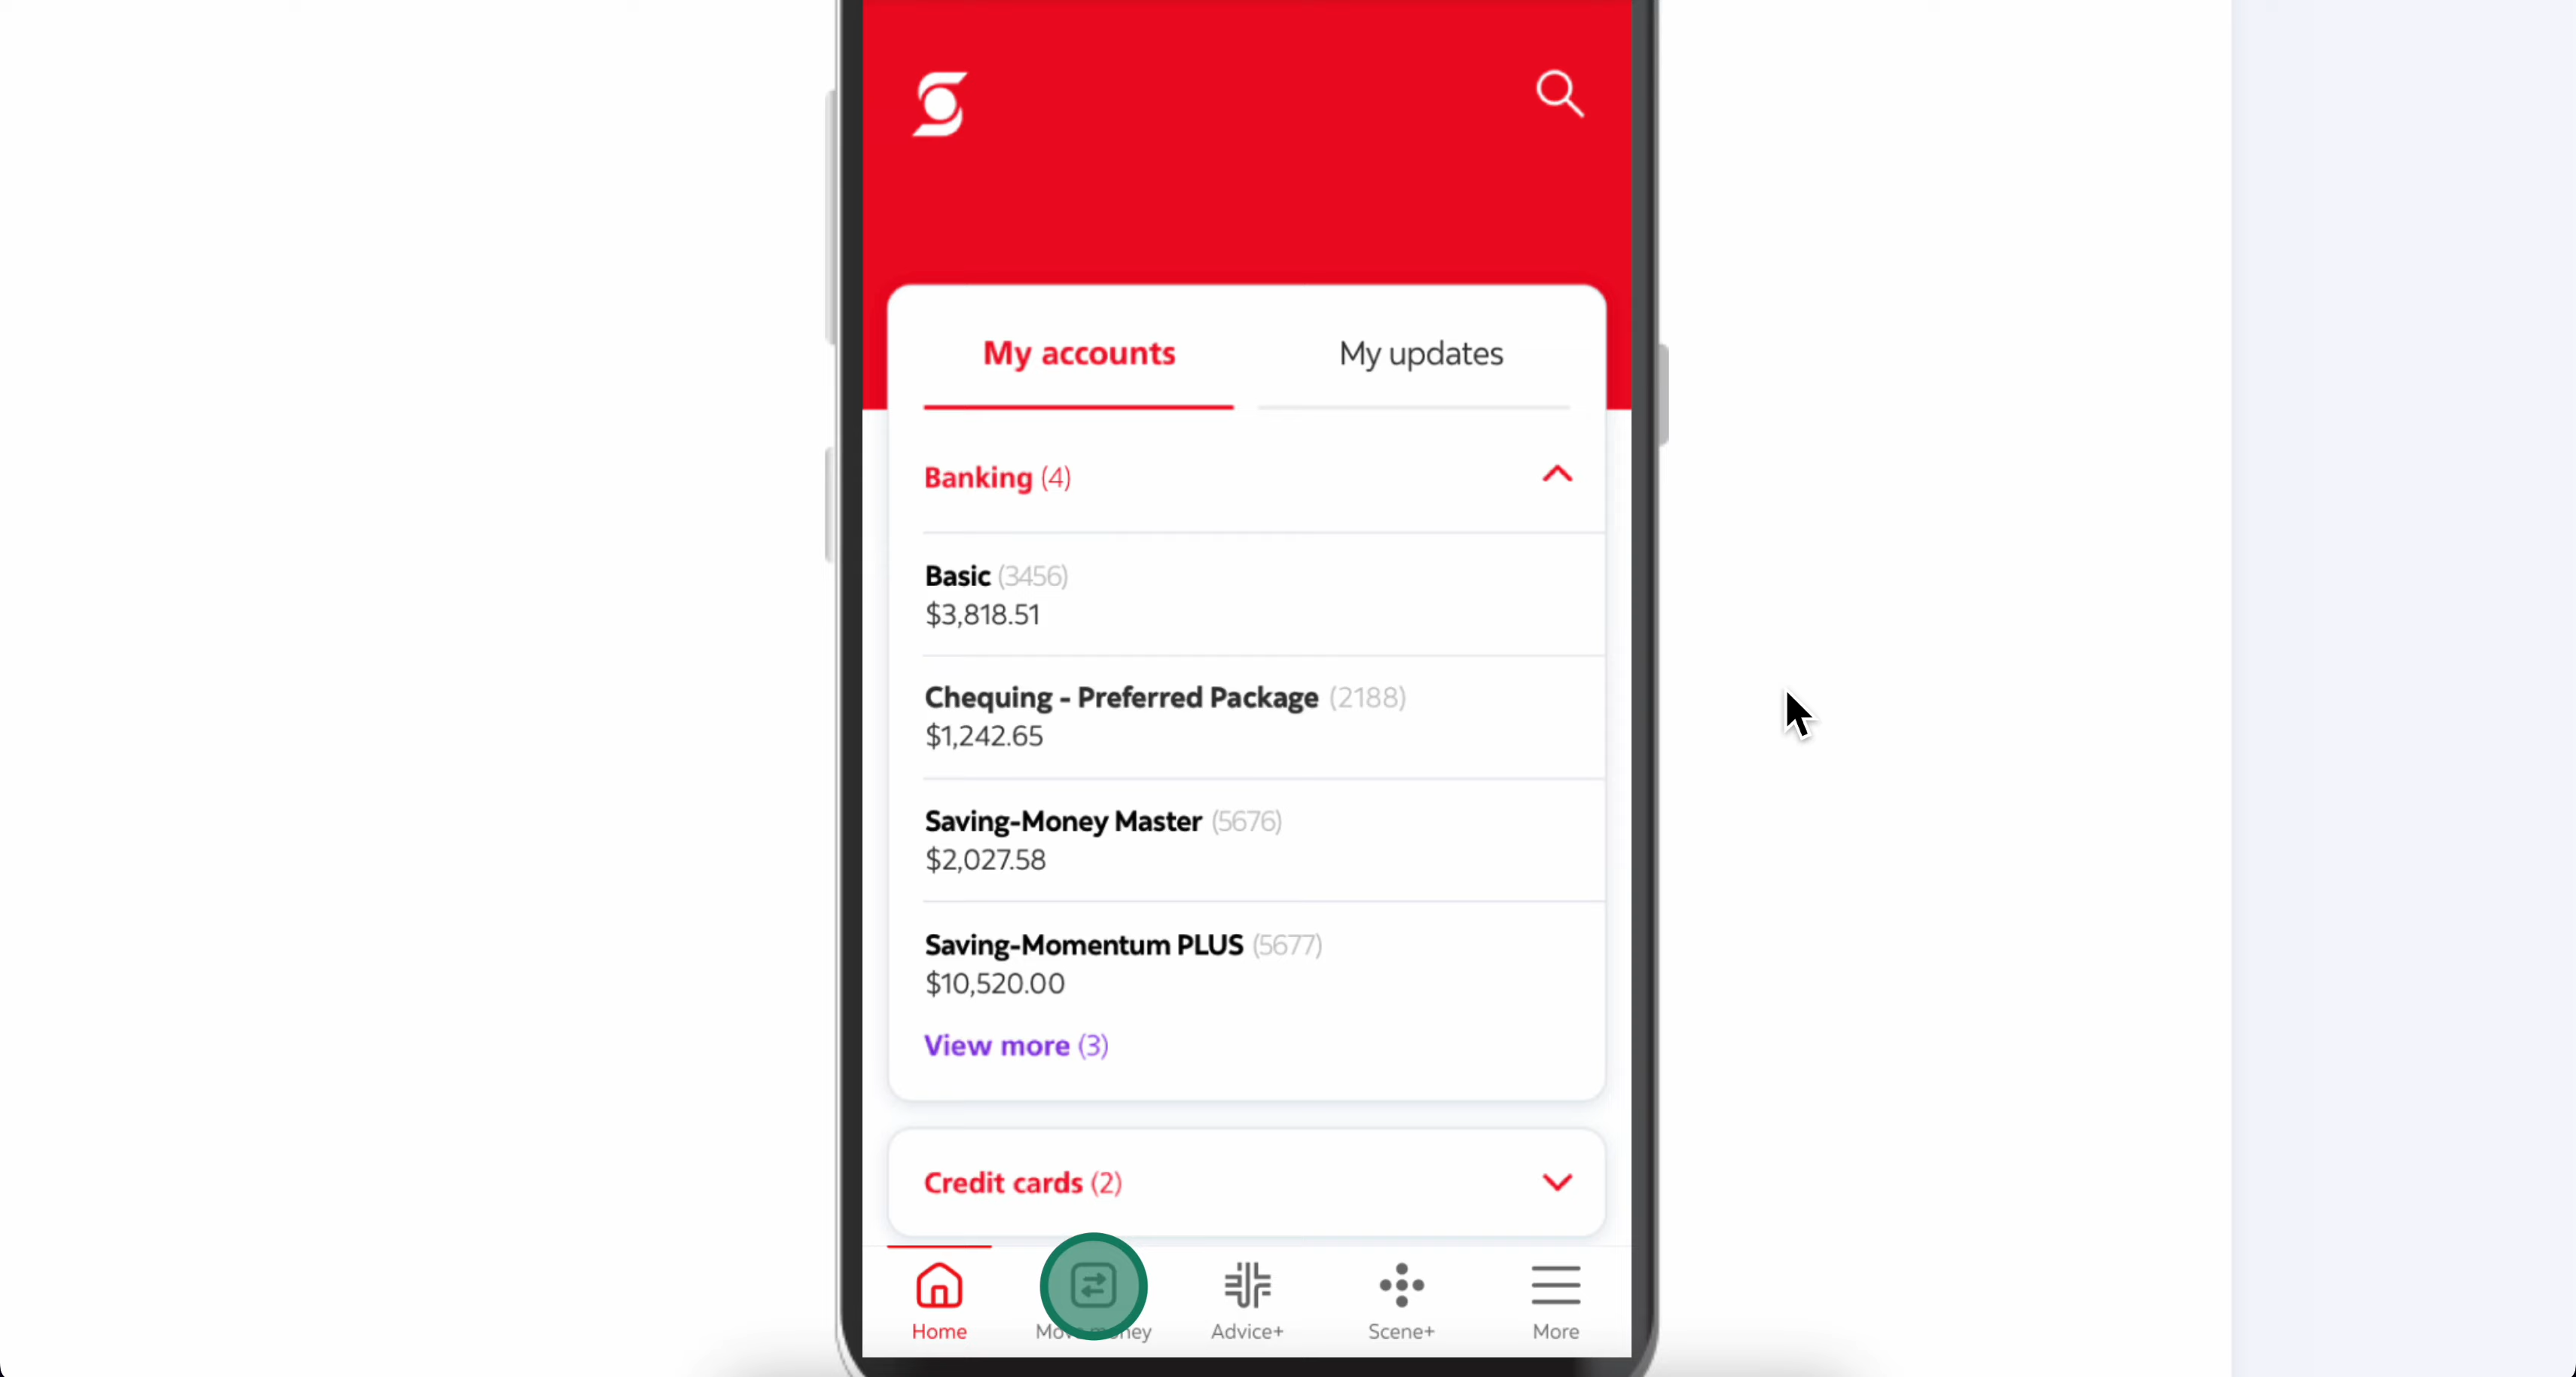 My accounts
My updates
Banking (4)
Basic (3456)
$3,818.51
Chequing - Preferred Package (2188)
$1,242.65
Saving-Money Master (5676)
$2,027.58
Saving-Momentum PLUS (5677)
$10,520.00
View more (3)
Credit cards (2)
Home
Move money
Advice+
Scene+
More